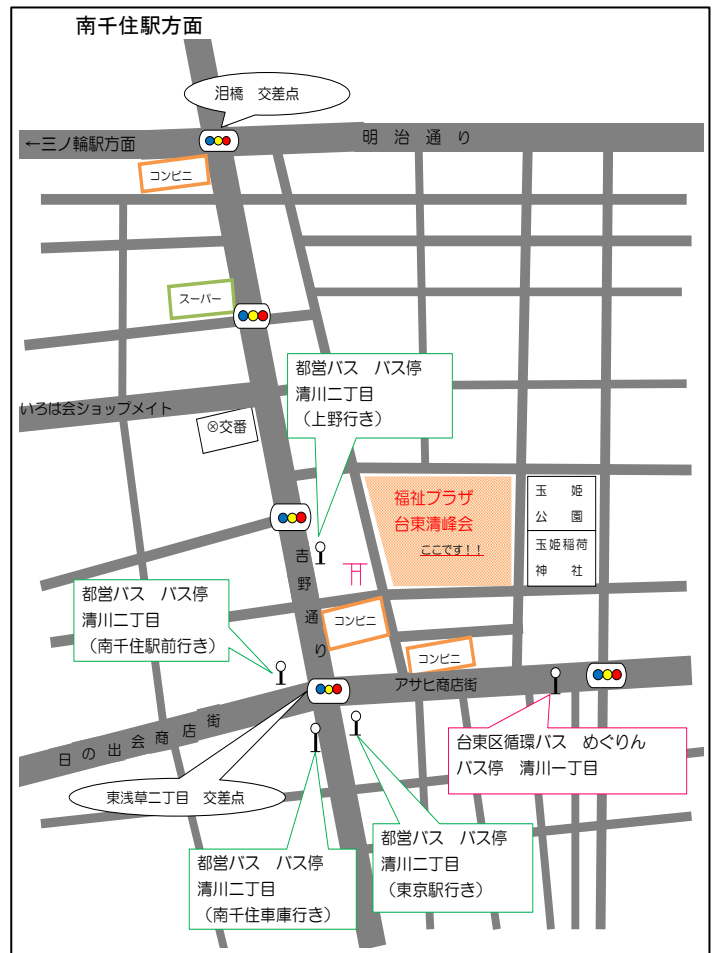 南千住駅方面
泪橋　交差点
←三ノ輪駅方面
明治通り
コンビニ
スーパー
都営バス　バス停
清川二丁目
（上野行き）
いろは会ショップメイト
⊗交番
福祉プラザ
台東清峰会
ここです！！
玉姫
公園
玉姫稲荷
神社
吉野通り
都営バス　バス停
清川二丁目
（南千住駅前行き）
コンビニ
コンビニ
アサヒ商店街
日の出会商店街
台東区循環バス　めぐりん
バス停　清川一丁目
東浅草二丁目　交差点
都営バス　バス停
清川二丁目
（東京駅行き）
都営バス　バス停
清川二丁目
（南千住車庫行き）